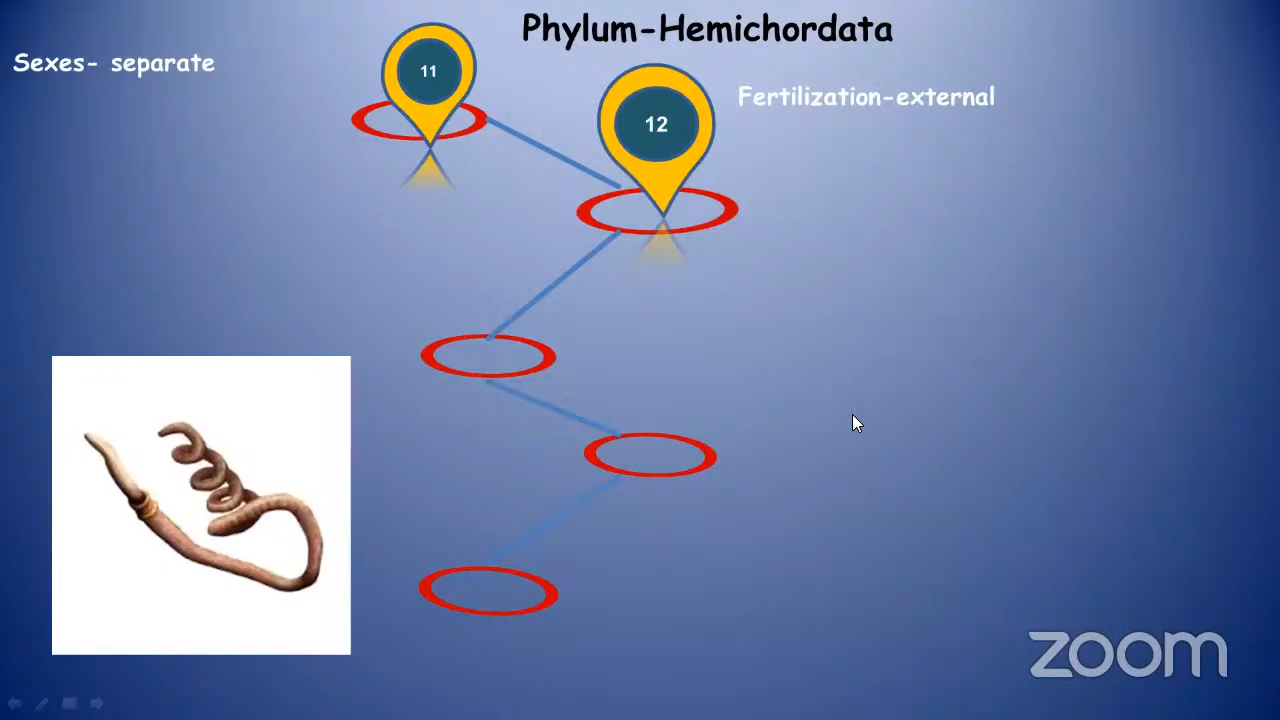 Phylum-Hemichordata
Sexes- separate
11
Fertilization-external
12
zoom